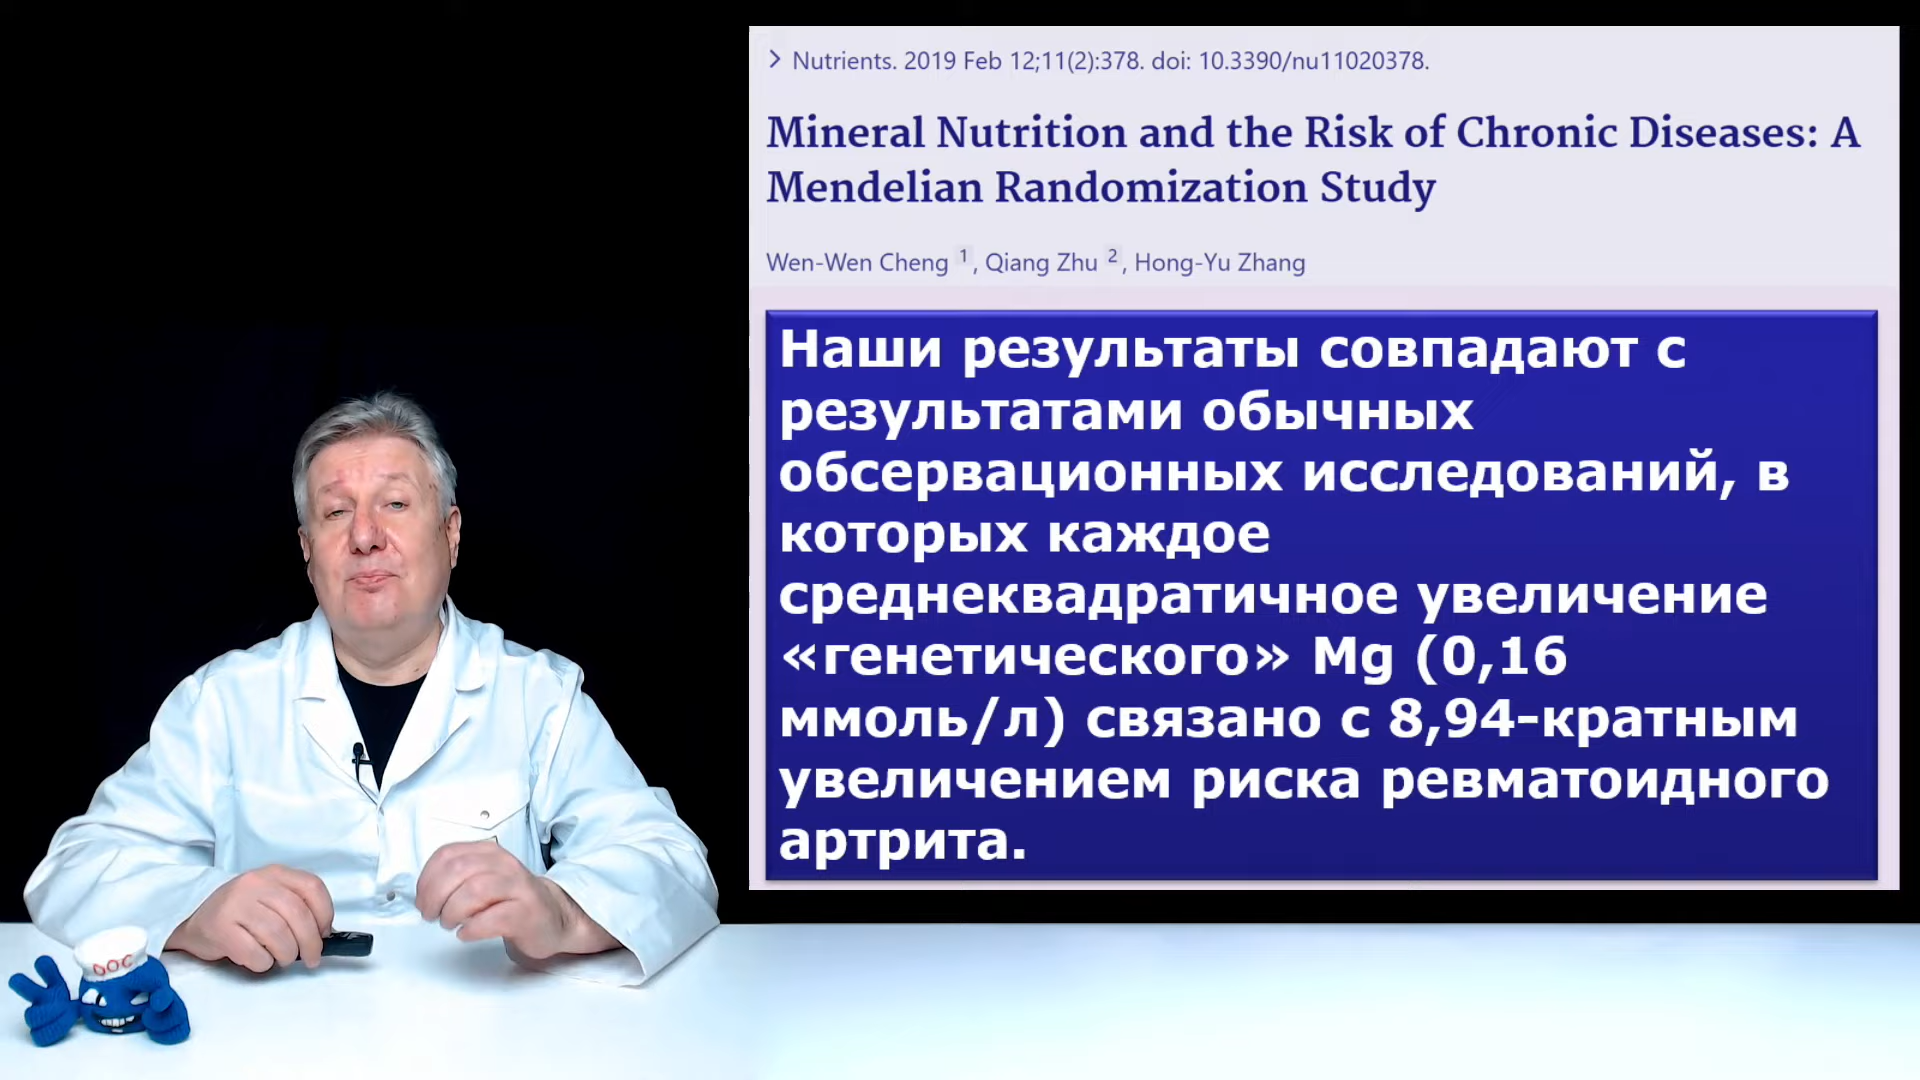 > Nutrients. 2019 Feb 12;11(2):378. doi: 10.3390/nu11020378.
Mineral Nutrition and the Risk of Chronic Diseases: A
Mendelian Randomization Study
Wen-Wen Cheng 1, Qiang Zhu 2, Hong-Yu Zhang
Наши результаты совпадают с
результатами обычных
обсервационных исследований, в
которых каждое
среднеквадратичное увеличение
«генетического» Mg (0,16
ммоль/л) связано с 8,94-кратным
увеличением риска ревматоидного
артрита.
DOC